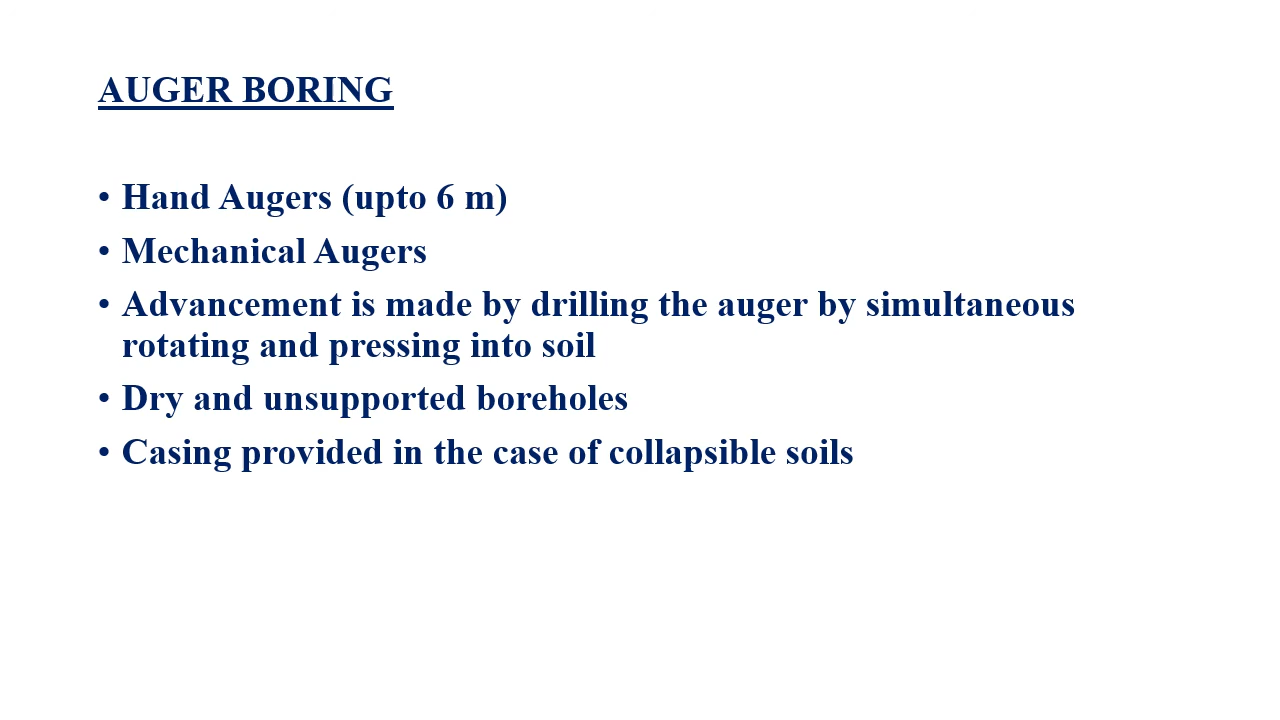 AUGER BORING
• Hand Augers (upto 6 m)
• Mechanical Augers
• Advancement is made by drilling the auger by simultaneous
rotating and pressing into soil
• Dry and unsupported boreholes
• Casing provided in the case of collapsible soils